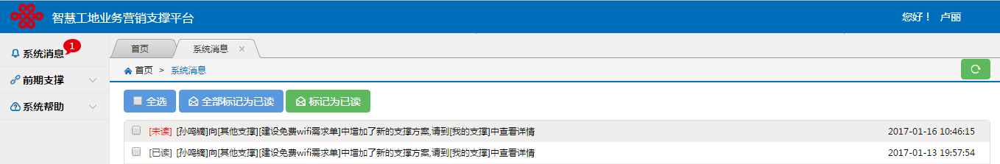 智慧工地业务营销支撑平台
您好！ 卢丽
系统消息 1
前期支撑
系统帮助
首页 系统消息 ×
首页 > 系统消息
全选 全部标记为已读 标记为已读
[未读] [孙鸣镝]向[其他支撑][建设免费wifi需求单]中增加了新的支撑方案,请到[我的支撑]中查看详情 2017-01-16 10:46:15
[已读] [孙鸣镝]向[其他支撑][建设免费wifi需求单]中增加了新的支撑方案,请到[我的支撑]中查看详情 2017-01-13 19:57:54